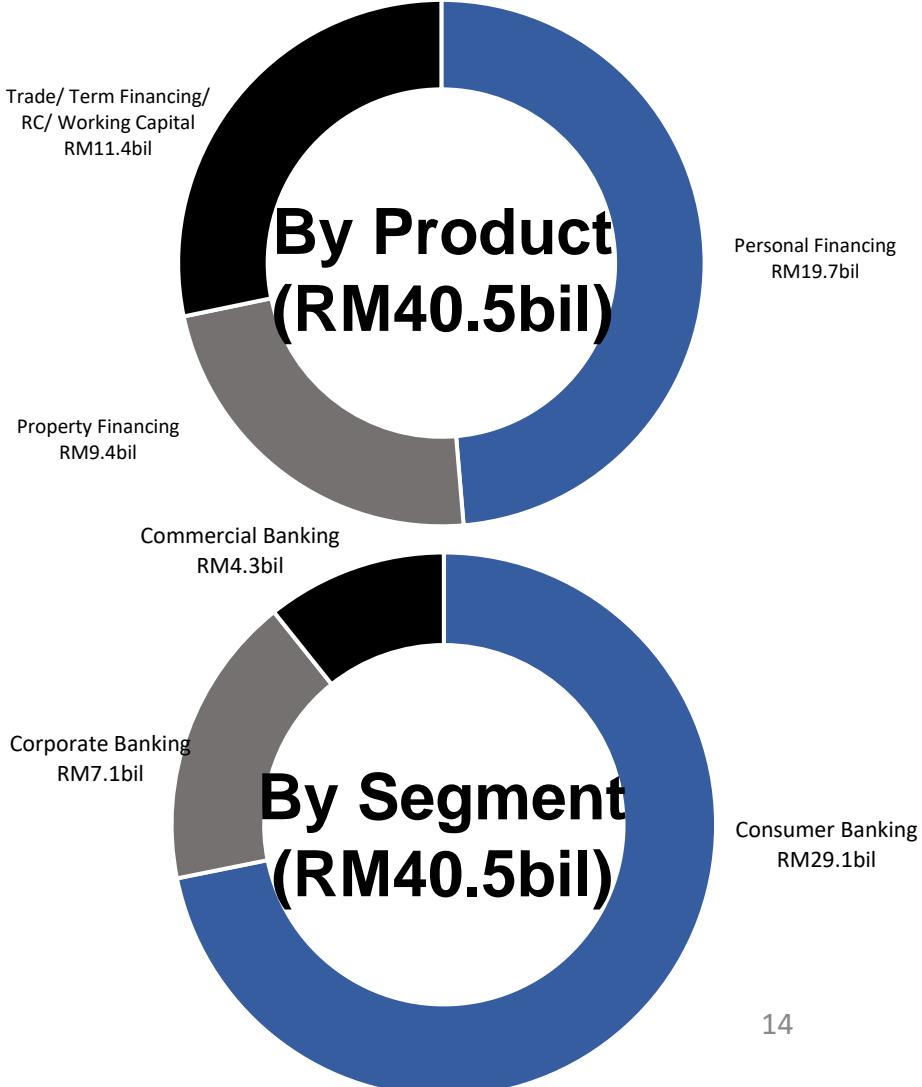 Trade/ Term Financing/
RC/ Working Capital
RM11.4bil
By Product
(RM40.5bil)
Personal Financing
RM19.7bil
Property Financing
RM9.4bil
Commercial Banking
RM4.3bil
Corporate Banking
RM7.1bil
By Segment
(RM40.5bil)
Consumer Banking
RM29.1bil
14